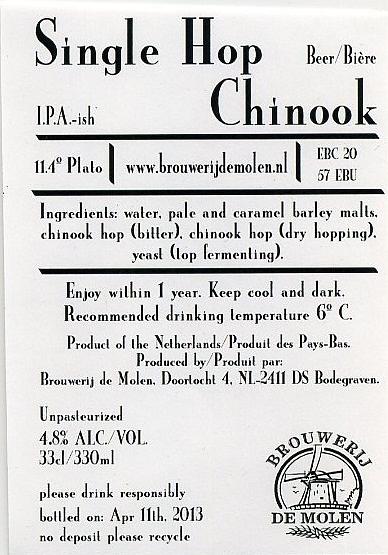 Single Hop Beer/Bière
I.P.A.-ish Chinook
11.4º Plato www.brouwerijdemolen.nl EBC 20
57 EBU
Ingredients: water, pale and caramel barley malts,
chinook hop (bitter), chinook hop (dry hopping),
yeast (top fermenting).
Enjoy within 1 year. Keep cool and dark.
Recommended drinking temperature 6º C.
Product of the Netherlands/Produit des Pays-Bas.
Produced by/Produit par:
Brouwerij de Molen, Doortocht 4, NL-2411 DS Bodegraven.
Unpasteurized
4.8% ALC./VOL.
33cl/330ml
please drink responsibly
bottled on: Apr 11th, 2013
no deposit please recycle
BROUWERIJ
DE MOLEN